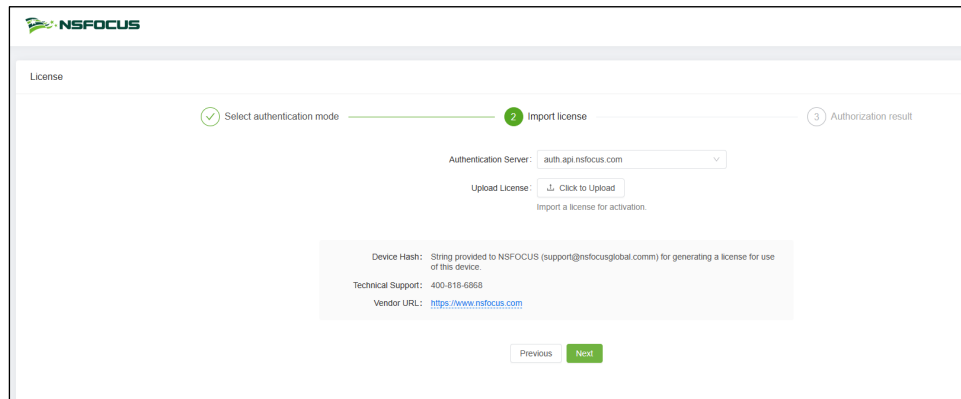 NSFOCUS
License
Select authentication mode
2 Import license
3 Authorization result
Authentication Server: auth.api.nsfocus.com
Upload License: Click to Upload
Import a license for activation.
Device Hash: String provided to NSFOCUS (support@nsfocusglobal.comm) for generating a license for use
of this device.
Technical Support: 400-818-6868
Vendor URL: https://www.nsfocus.com
Previous Next